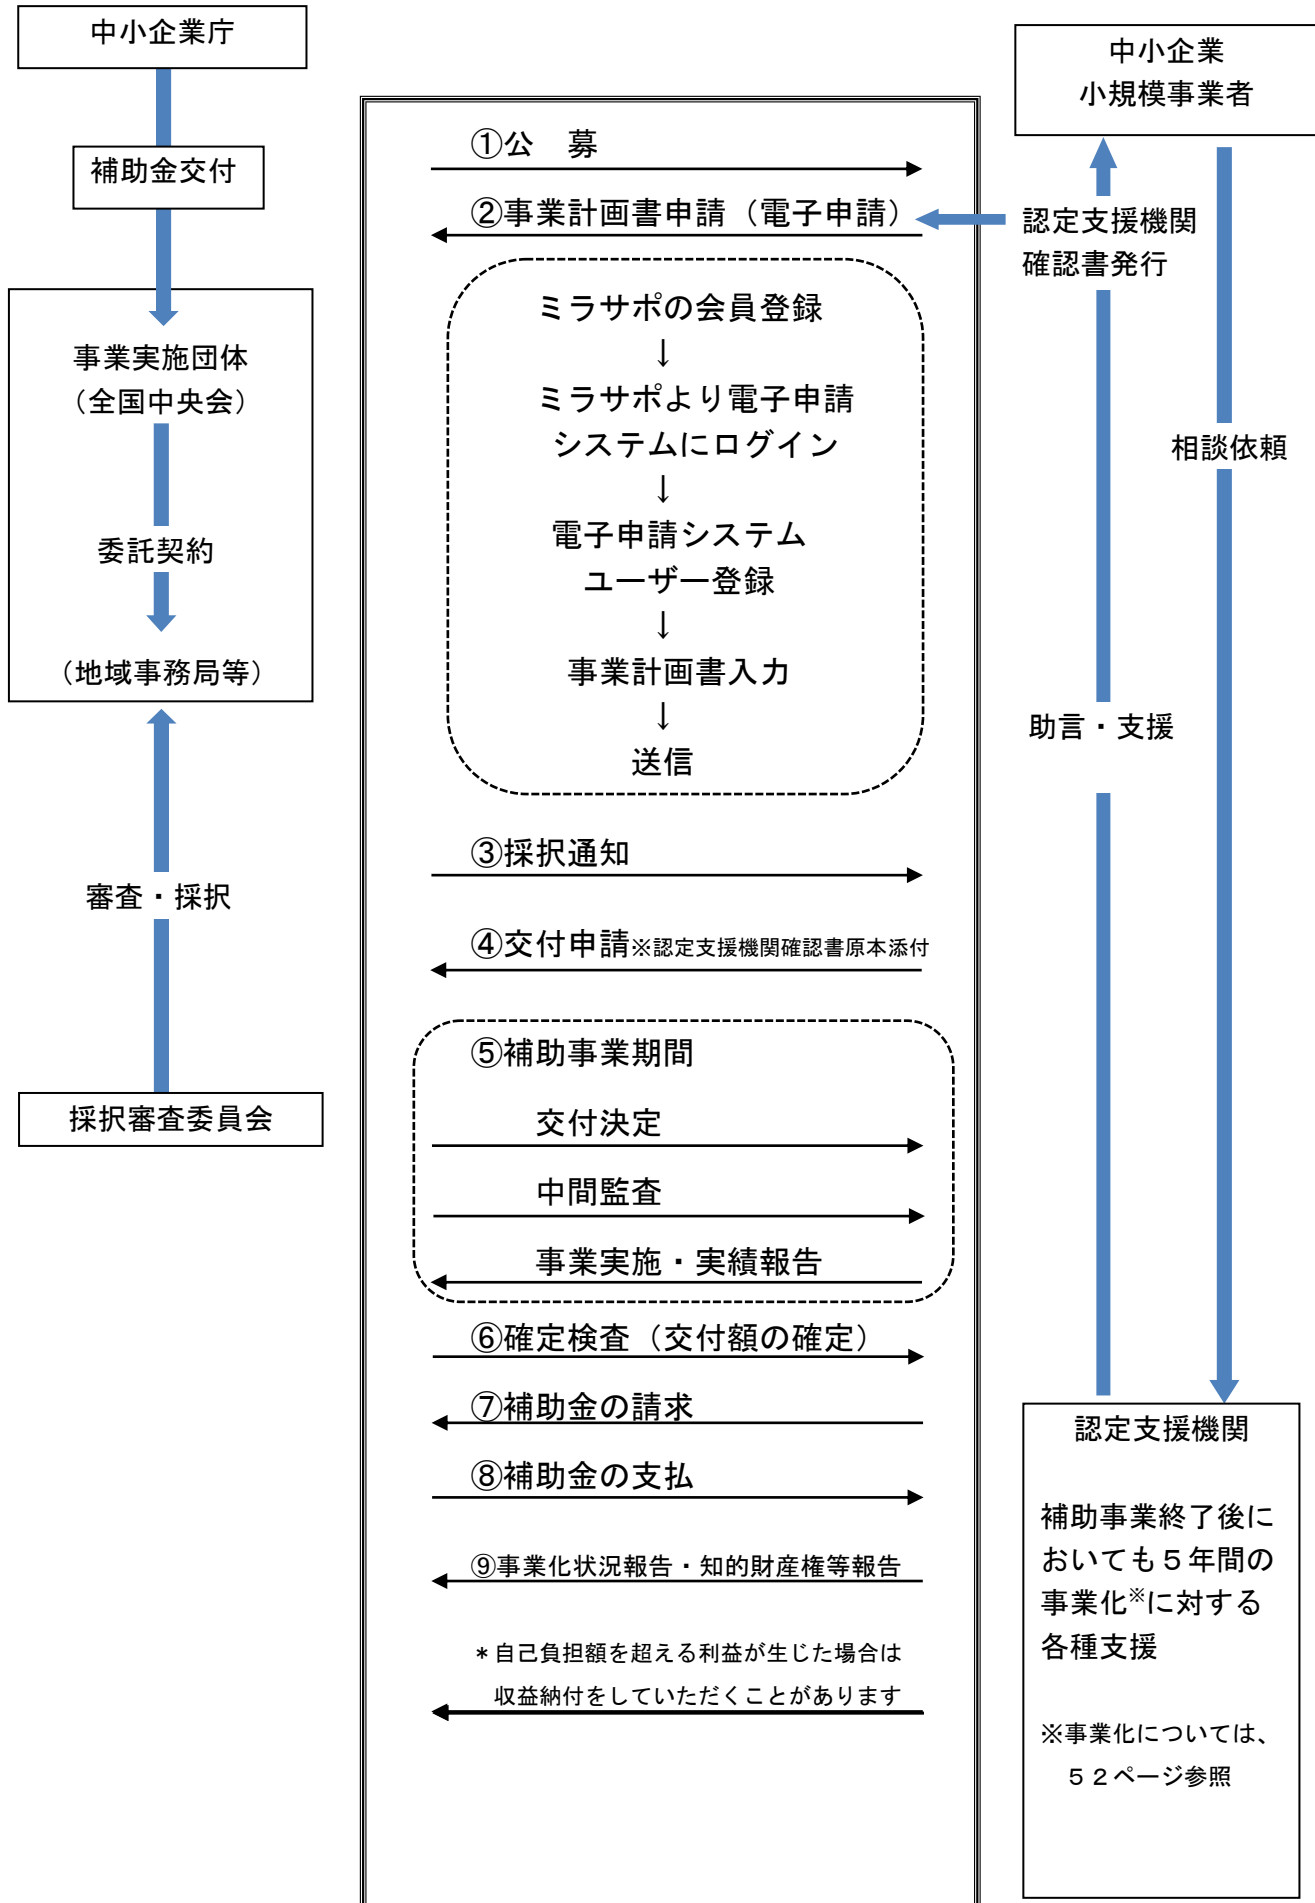 中小企業庁
補助金交付
事業実施団体
（全国中央会）
委託契約
（地域事務局等）
審査・採択
採択審査委員会
①公　募
②事業計画書申請（電子申請）
ミラサポの会員登録
↓
ミラサポより電子申請
システムにログイン
↓
電子申請システム
ユーザー登録
↓
事業計画書入力
↓
送信
③採択通知
④交付申請※認定支援機関確認書原本添付
⑤補助事業期間
交付決定
中間監査
事業実施・実績報告
⑥確定検査（交付額の確定）
⑦補助金の請求
⑧補助金の支払
⑨事業化状況報告・知的財産権等報告
＊自己負担額を超える利益が生じた場合は
収益納付をしていただくことがあります
中小企業
小規模事業者
認定支援機関
確認書発行
相談依頼
助言・支援
認定支援機関
補助事業終了後に
おいても５年間の
事業化※に対する
各種支援
※事業化については、
５２ページ参照